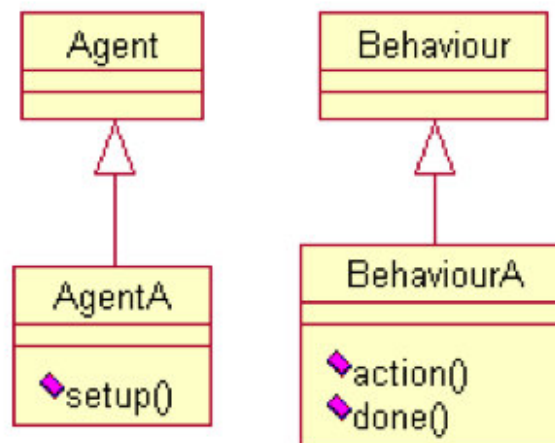 Agent
Behaviour
AgentA
setup()
BehaviourA
action()
done()